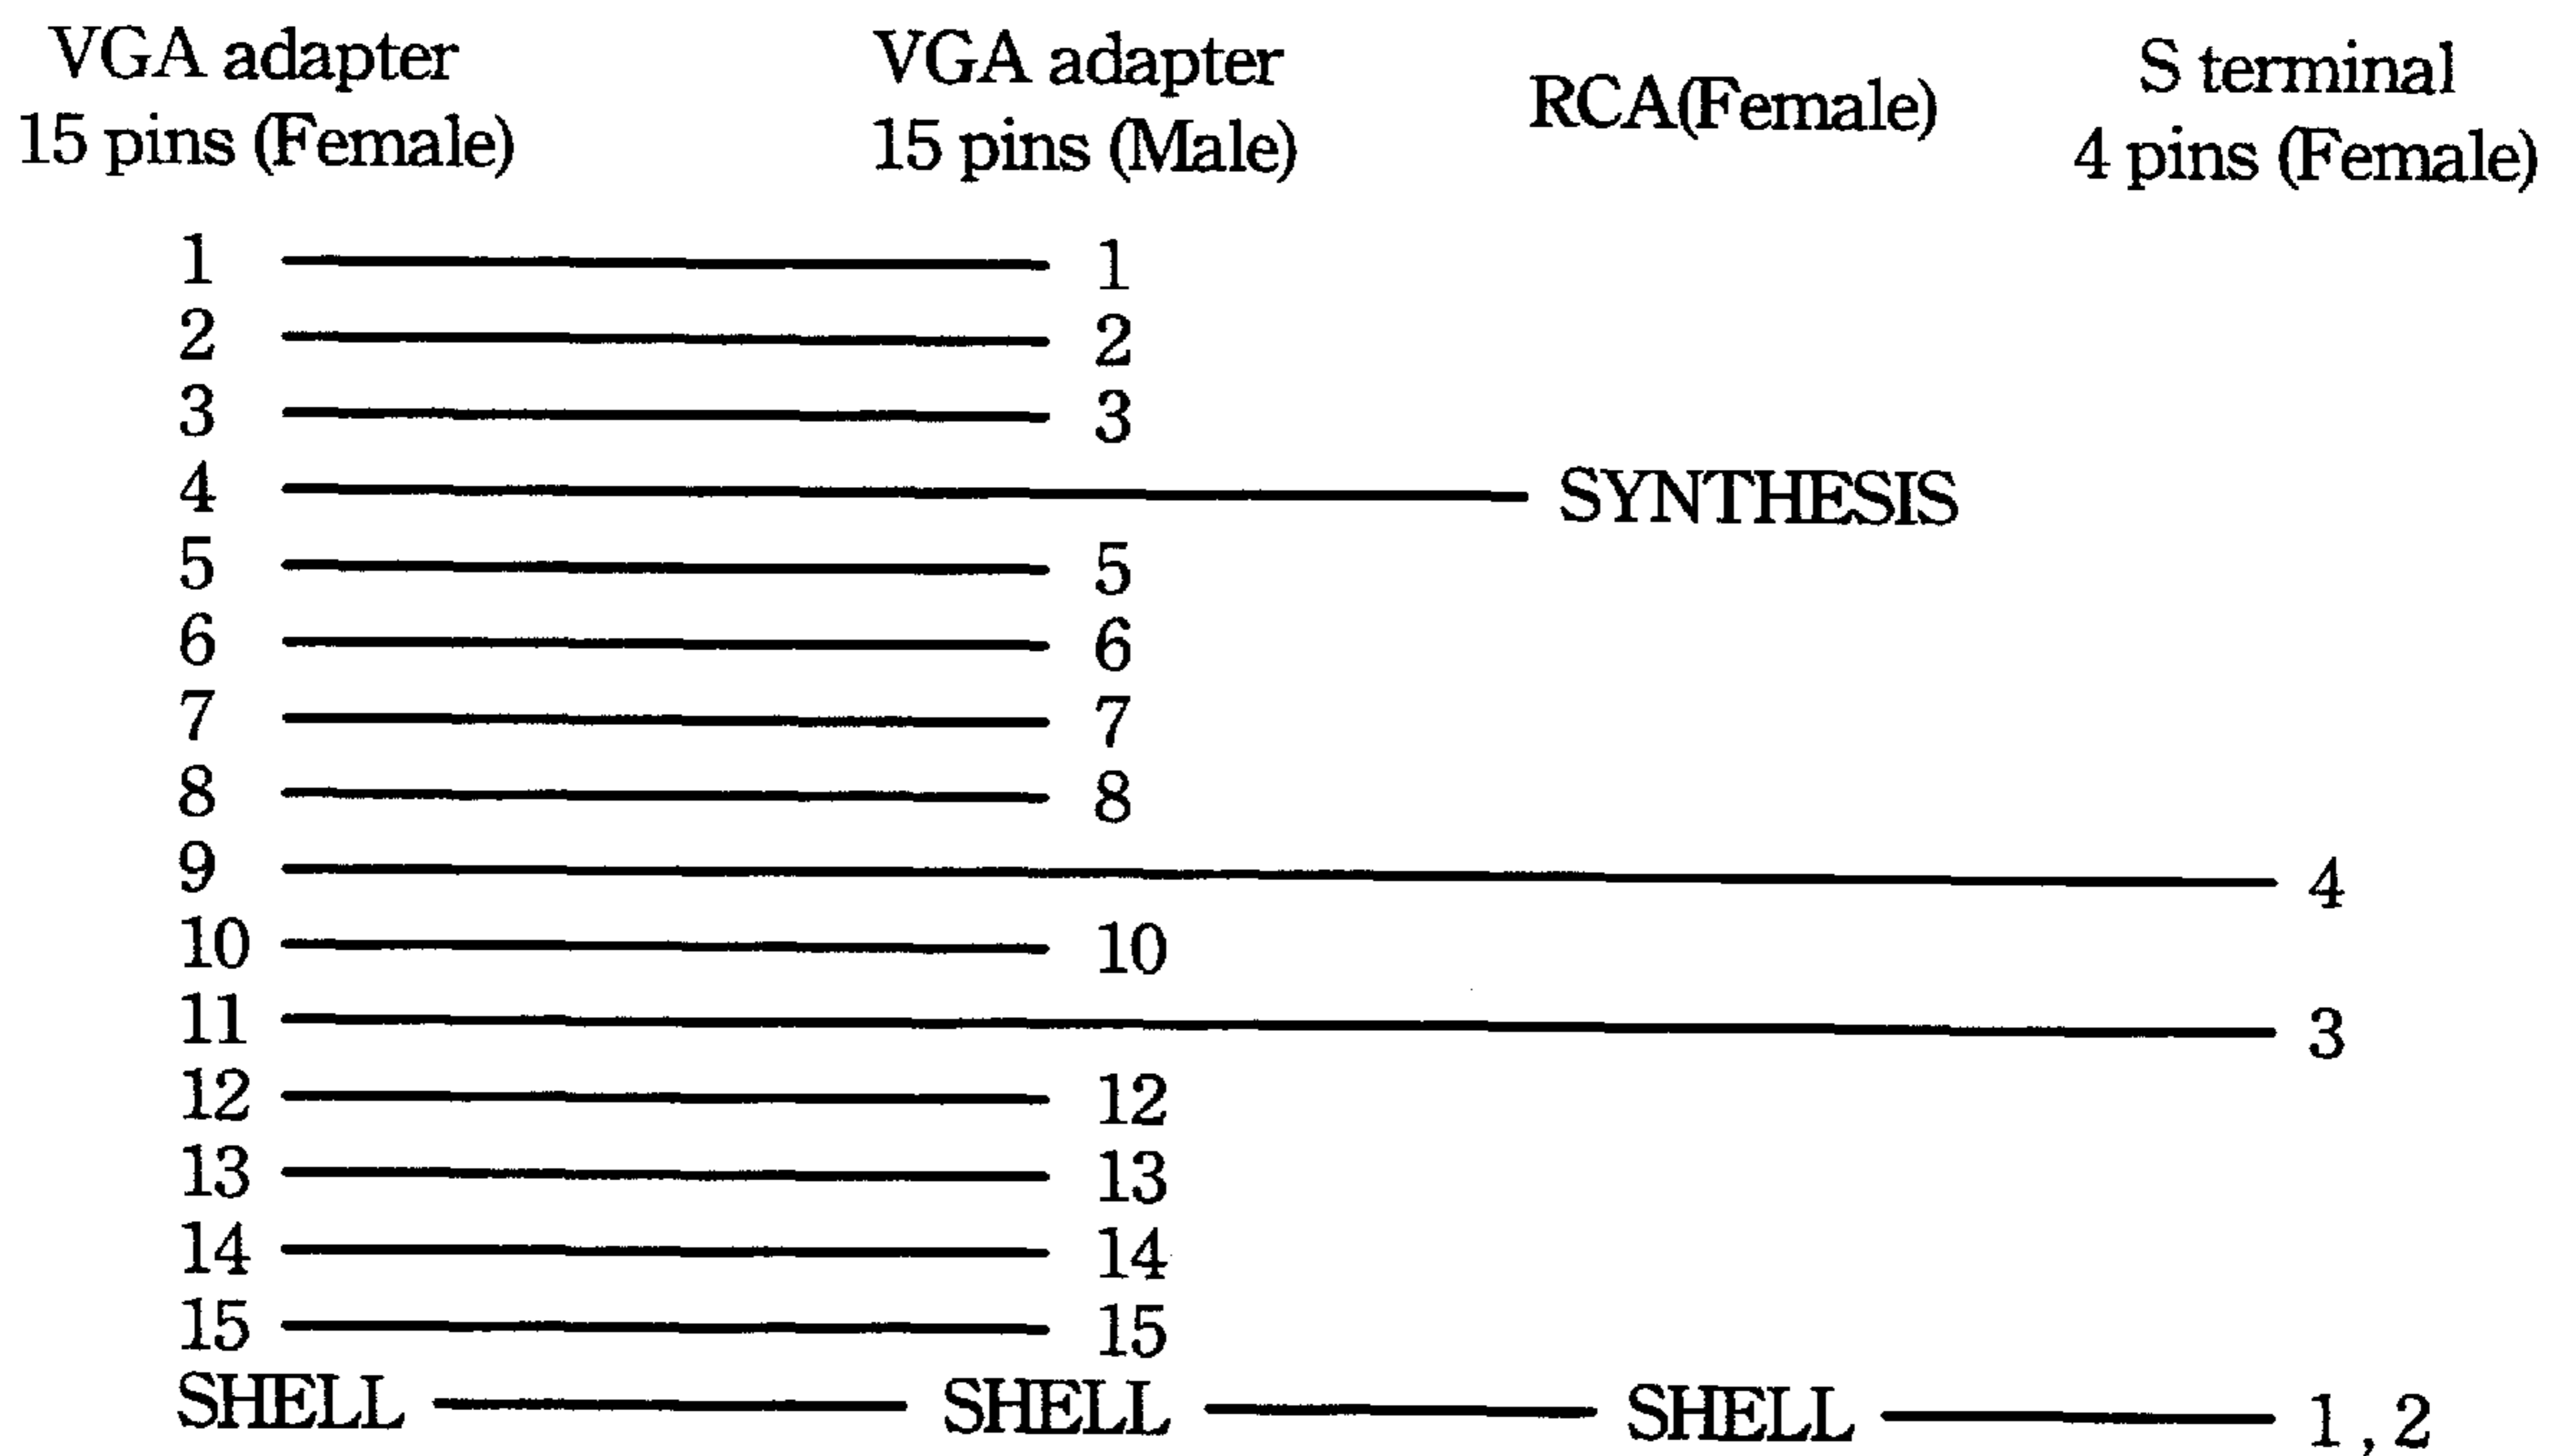 VGA adapter
15 pins (Female)
VGA adapter
15 pins (Male)
RCA(Female)
S terminal
4 pins (Female)
1 1
2 2
3 3
4 SYNTHESIS
5 5
6 6
7 7
8 8
9 4
10 10
11 3
12 12
13 13
14 14
15 15
SHELL SHELL SHELL 1 , 2